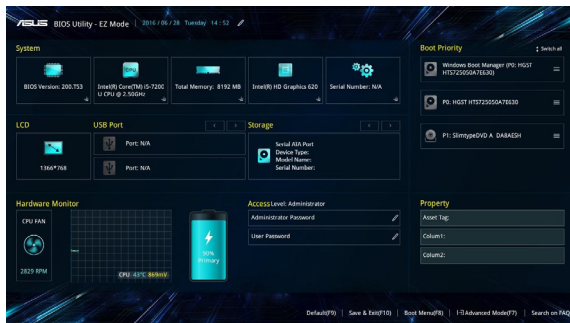 ASUS BIOS Utility - EZ Mode 2016/06/28 Tuesday 14:52
System
BIOS Version: 200.T53
Intel(R) Core(TM) i5-7200
U CPU @ 2.50GHz
Total Memory: 8192 MB
Intel(R) HD Graphics 620
Serial Number: N/A
Boot Priority
Switch all
Windows Boot Manager (P0: HGST
HTS725050A7E630)
P0: HGST HTS725050A7E630
P1: SlimtypeDVD A DABAESH
LCD
1366*768
USB Port
Port: N/A
Port: N/A
Storage
Serial ATA Port
Device Type:
Model Name:
Serial Number:
Hardware Monitor
CPU FAN
2829 RPM
CPU 43°C 869mV
90%
Primary
Access Level: Administrator
Administrator Password
User Password
Property
Asset Tag:
Colum1:
Colum2:
Default(F9) | Save & Exit(F10) | Boot Menu(F8) | Advanced Mode(F7) | Search on FAQ